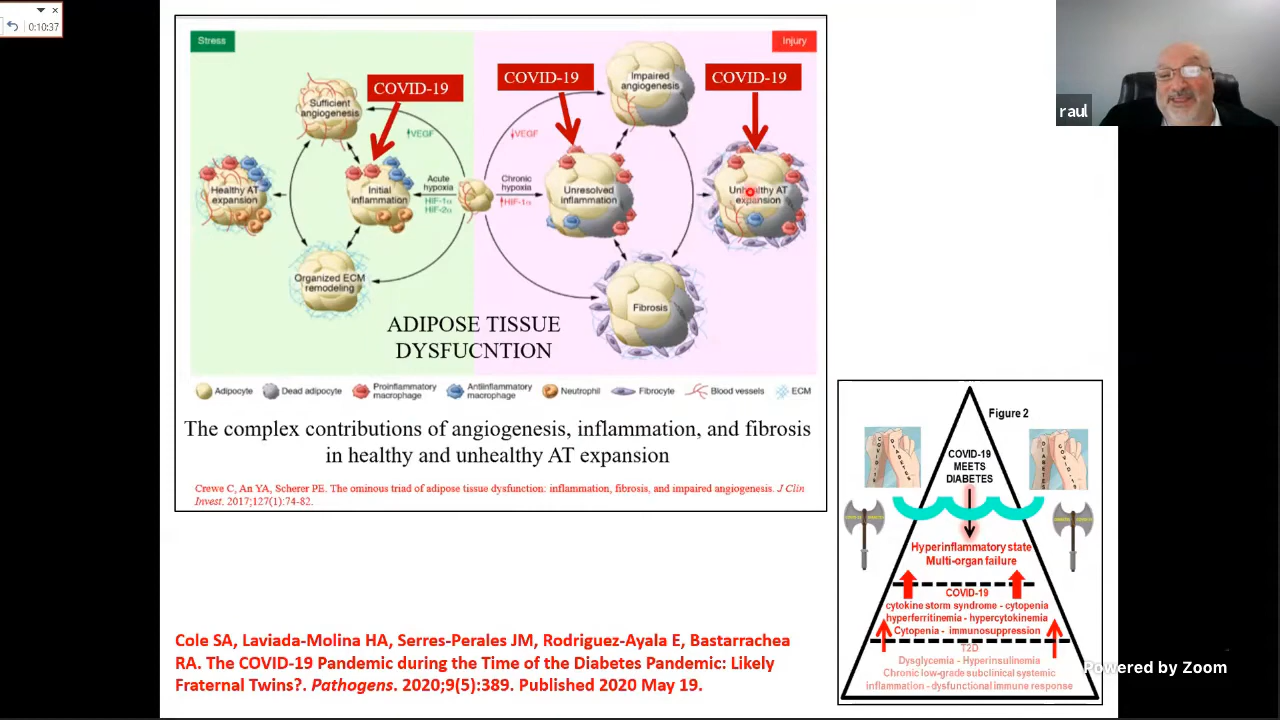 0:10:37
Stress
Injury
COVID-19
COVID-19
COVID-19
Sufficient
angiogenesis
Impaired
angiogenesis
↑VEGF
↓VEGF
Healthy AT
expansion
Initial
inflammation
Acute
hypoxia
HIF-1α
HIF-2α
Chronic
hypoxia
↑HIF-1α
Unresolved
inflammation
Unhealthy AT
expansion
Organized ECM
remodeling
Fibrosis
ADIPOSE TISSUE
DYSFUCNTION
Adipocyte
Dead adipocyte
Proinflammatory
macrophage
Antiinflammatory
macrophage
Neutrophil
Fibrocyte
Blood vessels
ECM
The complex contributions of angiogenesis, inflammation, and fibrosis
in healthy and unhealthy AT expansion
Crewe C, An YA, Scherer PE. The ominous triad of adipose tissue dysfunction: inflammation, fibrosis, and impaired angiogenesis. J Clin
Invest. 2017;127(1):74-82.
Cole SA, Laviada-Molina HA, Serres-Perales JM, Rodriguez-Ayala E, Bastarrachea
RA. The COVID-19 Pandemic during the Time of the Diabetes Pandemic: Likely
Fraternal Twins?. Pathogens. 2020;9(5):389. Published 2020 May 19.
raul
Figure 2
COVID-19
DIABETES
DIABETES
COVID-19
COVID-19
MEETS
DIABETES
Hyperinflammatory state
Multi-organ failure
COVID-19
cytokine storm syndrome - cytopenia
hyperferritinemia - hypercytokinemia
Cytopenia - immunosuppression
T2D
Dysglycemia - Hyperinsulinemia
Chronic low-grade subclinical systemic
inflammation - dysfunctional immune response
Powered by Zoom